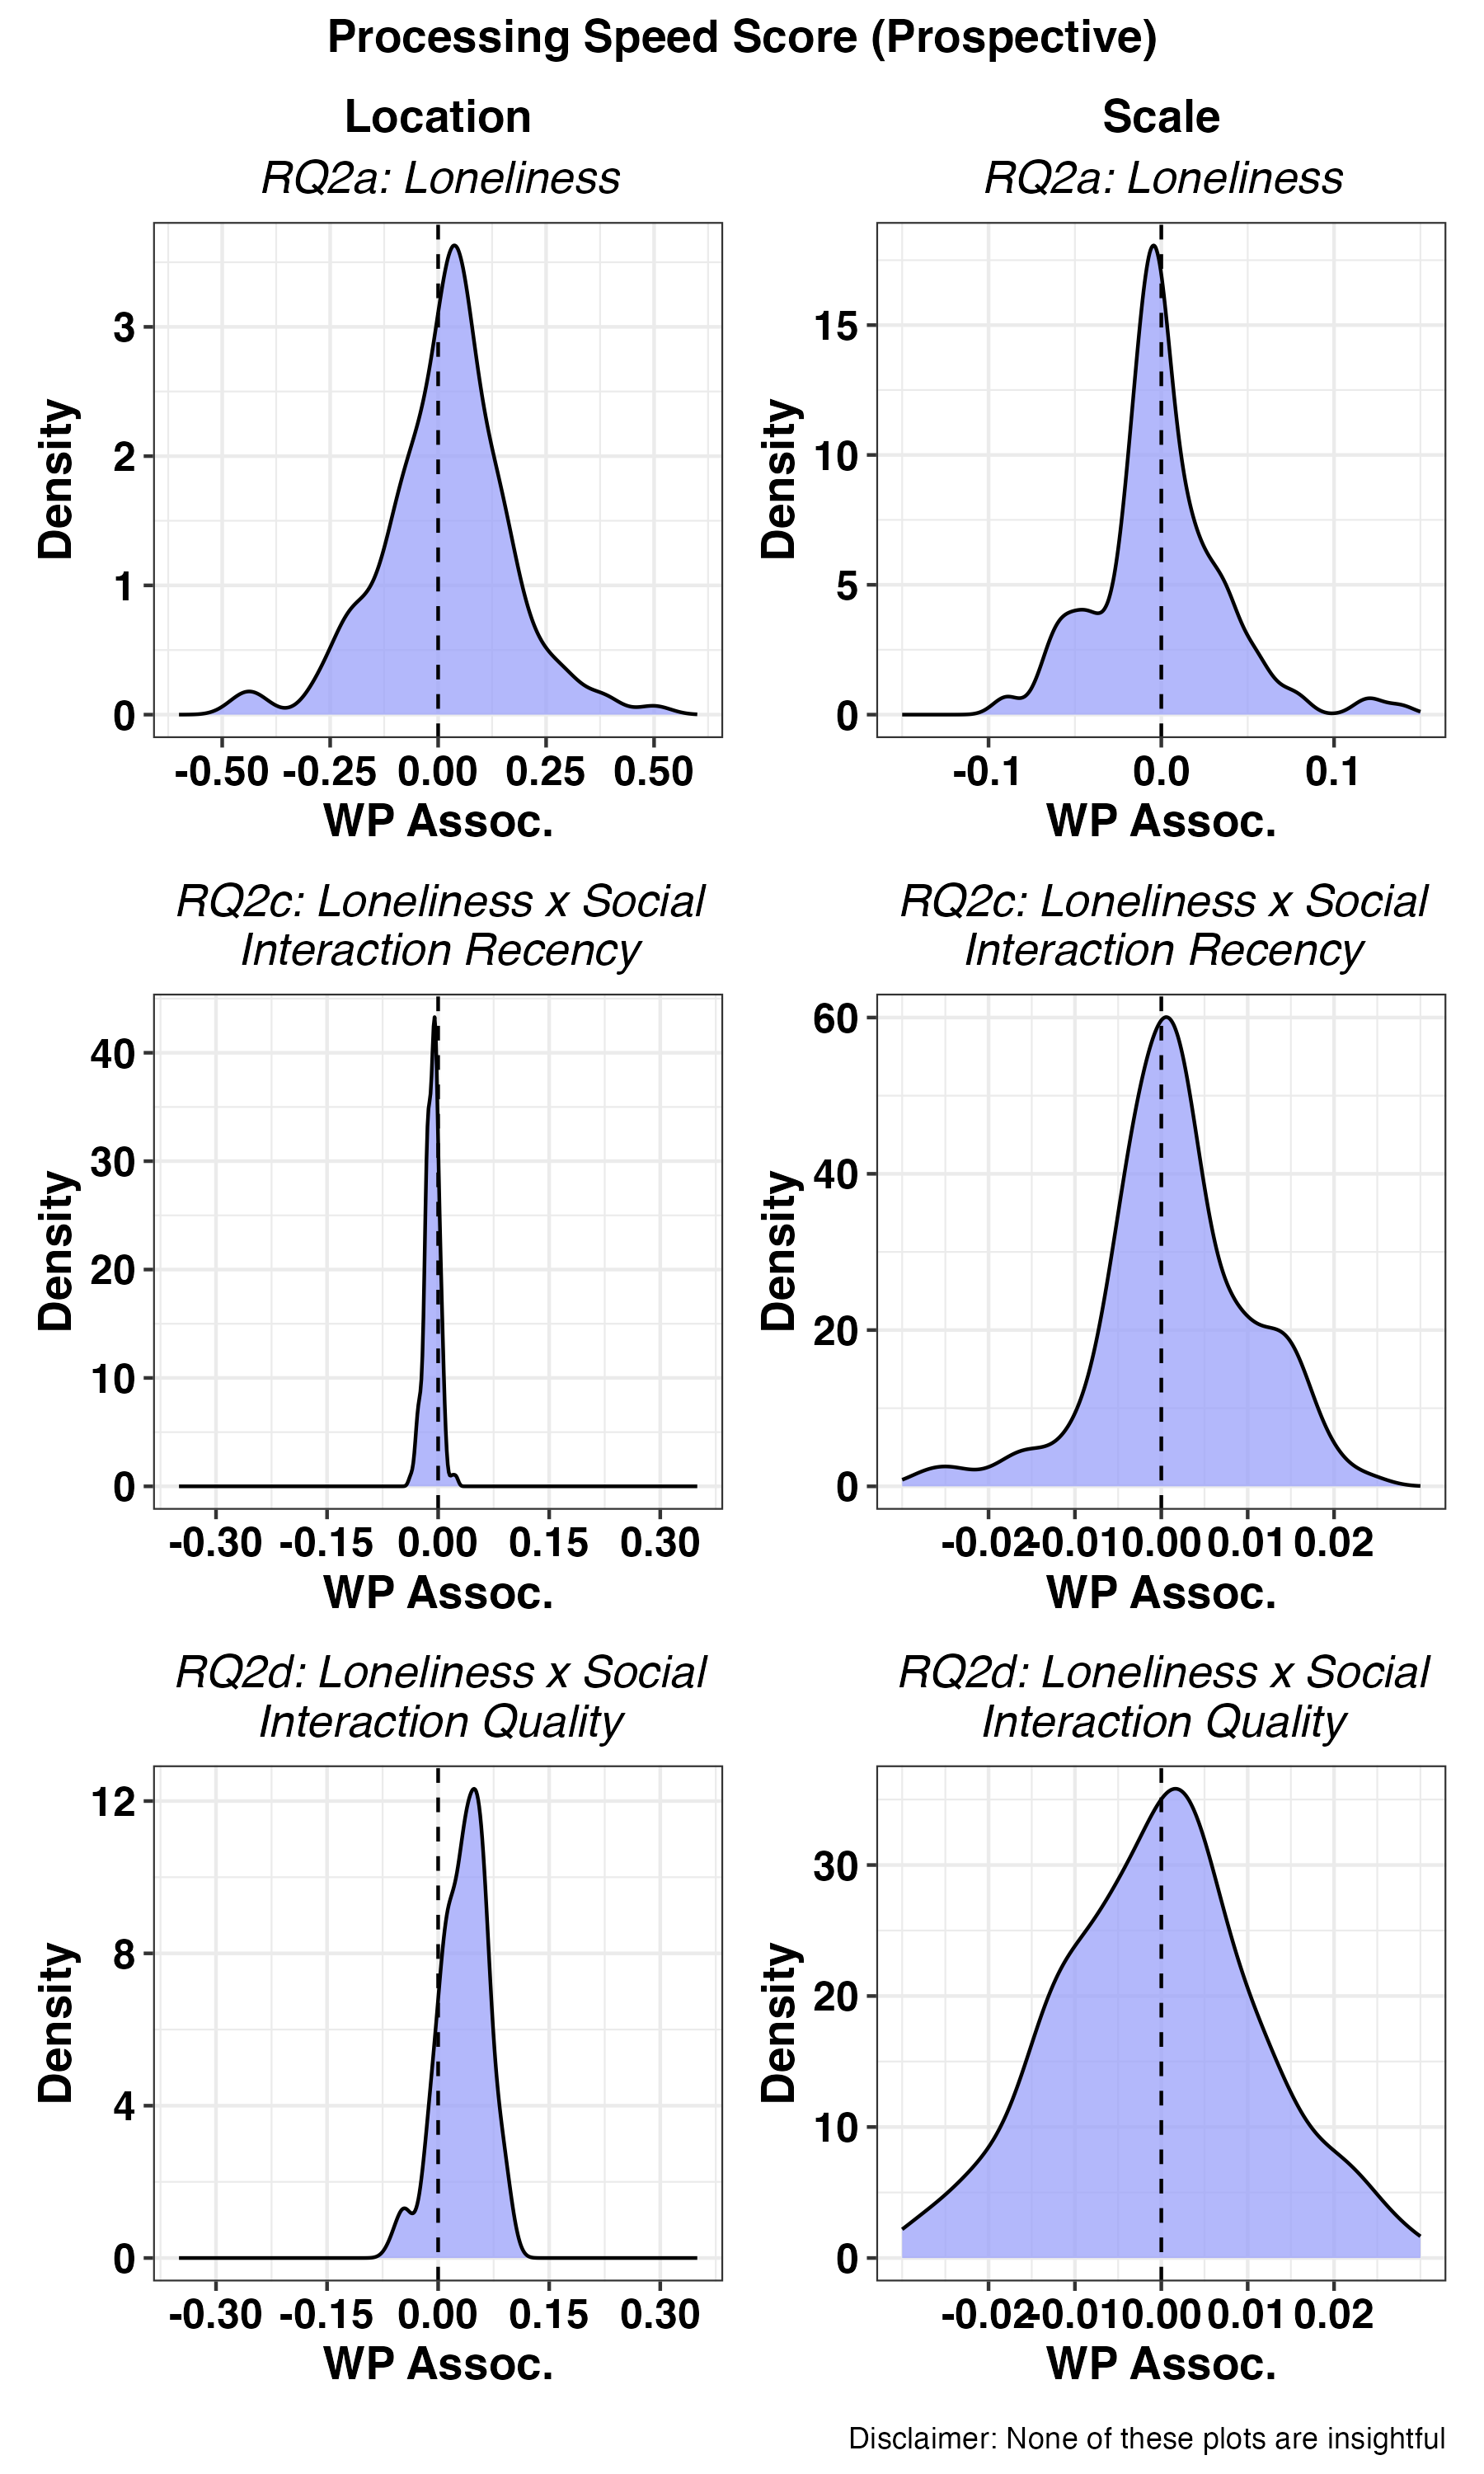 Processing Speed Score (Prospective)
Location
Scale
RQ2a: Loneliness
Density
3
2
1
0
-0.50 -0.25 0.00 0.25 0.50
WP Assoc.
RQ2a: Loneliness
Density
15
10
5
0
-0.1 0.0 0.1
WP Assoc.
RQ2c: Loneliness x Social
Interaction Recency
Density
40
30
20
10
0
-0.30 -0.15 0.00 0.15 0.30
WP Assoc.
RQ2c: Loneliness x Social
Interaction Recency
Density
60
40
20
0
-0.02 -0.01 0.00 0.01 0.02
WP Assoc.
RQ2d: Loneliness x Social
Interaction Quality
Density
12
8
4
0
-0.30 -0.15 0.00 0.15 0.30
WP Assoc.
RQ2d: Loneliness x Social
Interaction Quality
Density
30
20
10
0
-0.02 -0.01 0.00 0.01 0.02
WP Assoc.
Disclaimer: None of these plots are insightful